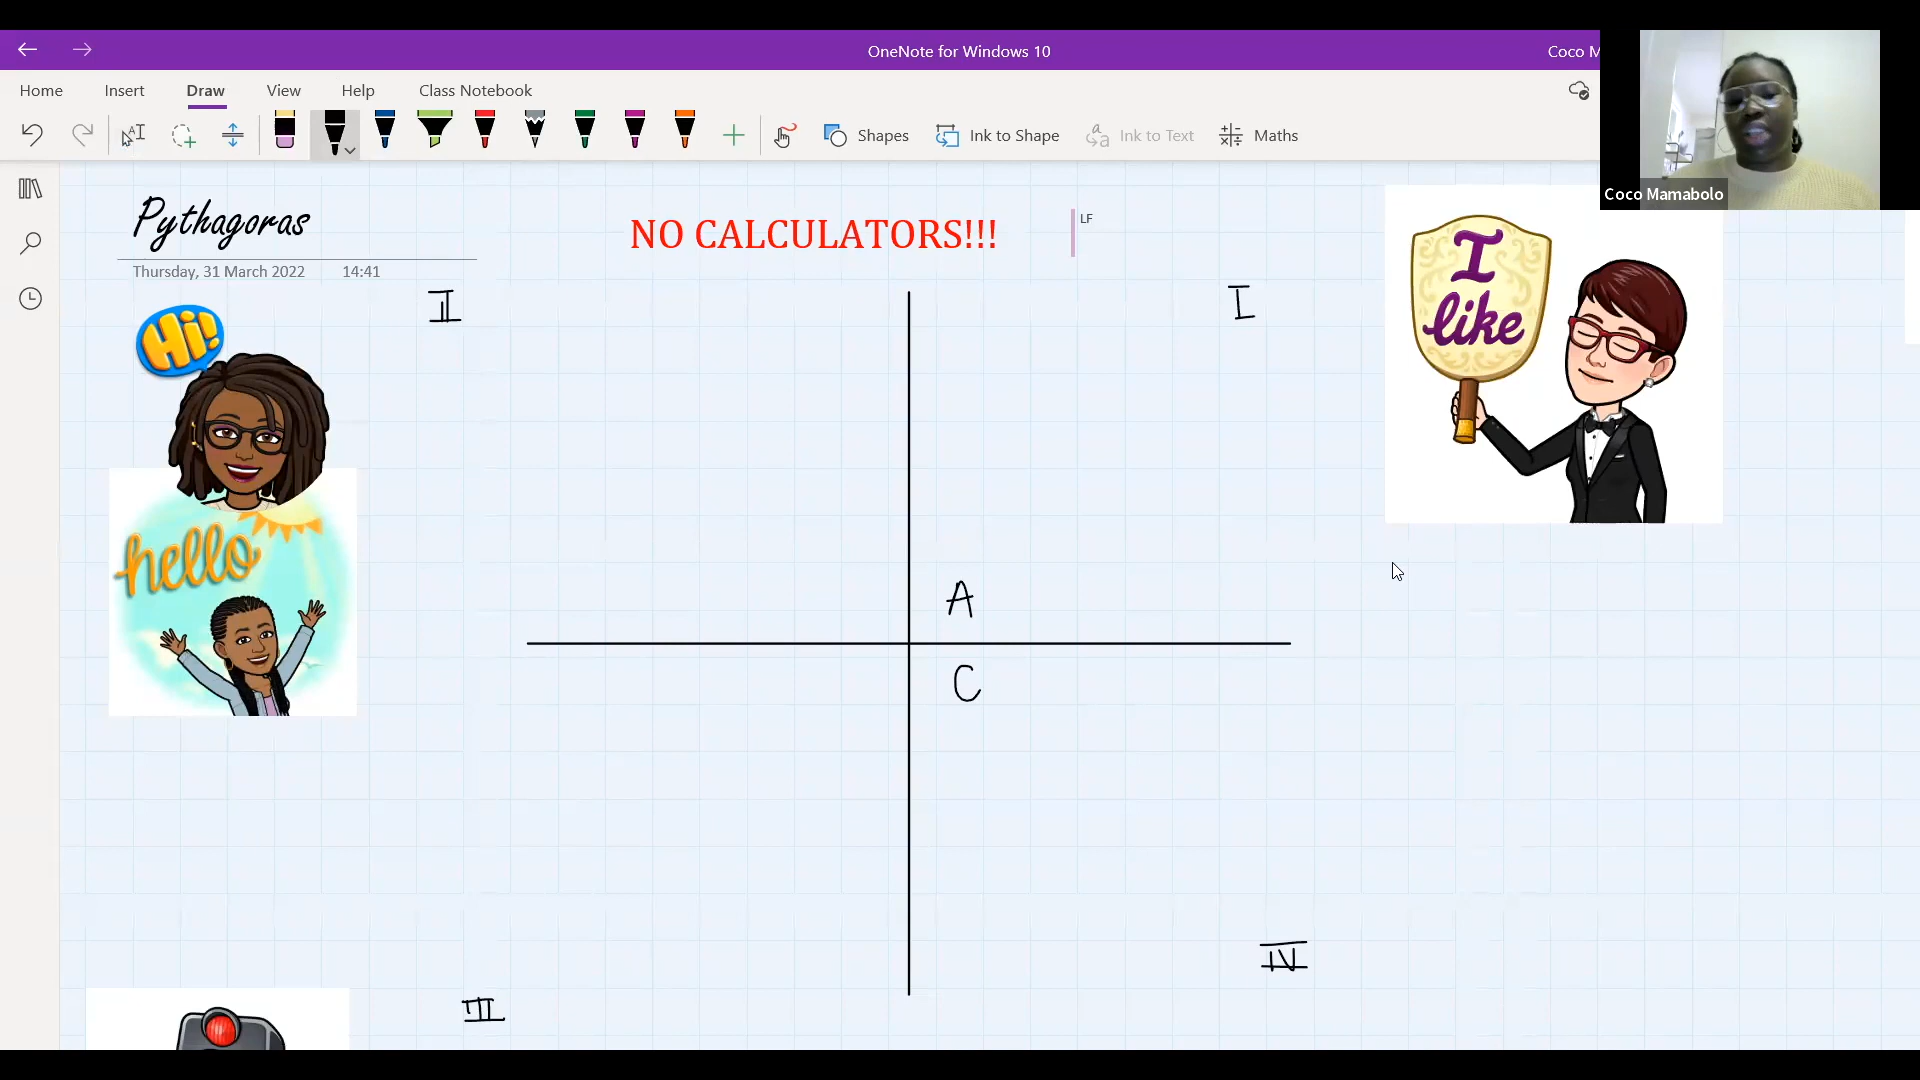 OneNote for Windows 10
Coco M
Home Insert Draw View Help Class Notebook
Shapes Ink to Shape Ink to Text Maths
Coco Mamabolo
Pythagoras
NO CALCULATORS!!!
LF
Thursday, 31 March 2022 14:41
II
I
Hi!
I
like
hello
A
C
IV
III